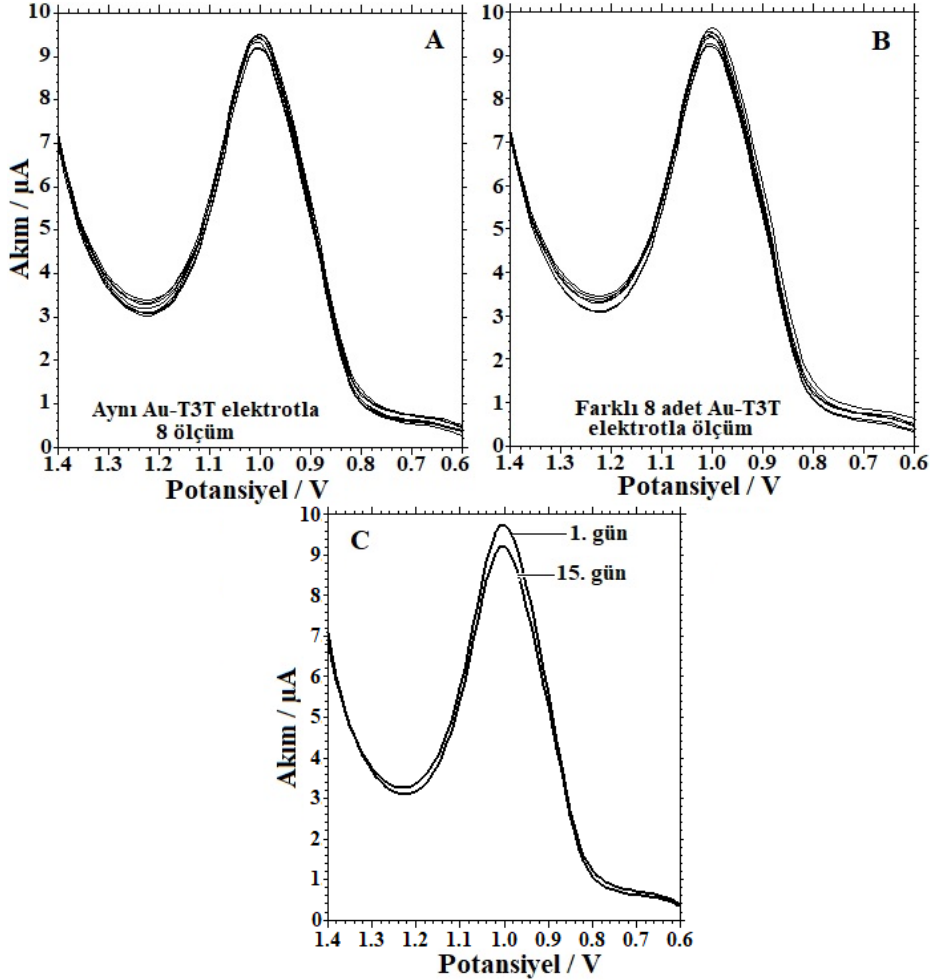 A
Akım / µA
10
9
8
7
6
5
4
3
2
1
0
Aynı Au-T3T elektrotla
8 ölçüm
1.4 1.3 1.2 1.1 1.0 0.9 0.8 0.7 0.6
Potansiyel / V
B
10
9
8
7
6
5
4
3
2
1
0
Farklı 8 adet Au-T3T
elektrotla ölçüm
1.4 1.3 1.2 1.1 1.0 0.9 0.8 0.7 0.6
Potansiyel / V
C
Akım / µA
10
9
8
7
6
5
4
3
2
1
0
1. gün
15. gün
1.4 1.3 1.2 1.1 1.0 0.9 0.8 0.7 0.6
Potansiyel / V